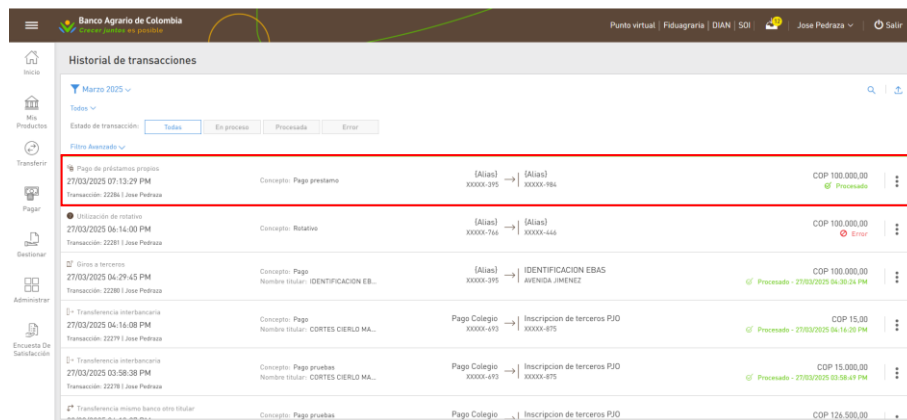 Banco Agrario de Colombia
Crecer juntos es posible
Punto virtual | Fiduagraria | DIAN | SOI
Jose Pedraza
Salir
Inicio
Mis
Productos
Transferir
Pagar
Gestionar
Administrar
Encuesta De
Satisfacción
Historial de transacciones
Marzo 2025
Todos
Estado de transacción: Todas En proceso Procesada Error
Filtro Avanzado
Pago de préstamos propios
27/03/2025 07:13:29 PM
Transacción: 22284 | Jose Pedraza
Concepto: Pago prestamo
{Alias} → {Alias}
XXXXX-395 XXXXX-984
COP 100.000,00
Procesado
Utilización de rotativo
27/03/2025 06:14:00 PM
Transacción: 22281 | Jose Pedraza
Concepto: Rotativo
{Alias} → {Alias}
XXXXX-766 XXXXX-446
COP 100.000,00
Error
Giros a terceros
27/03/2025 04:29:45 PM
Transacción: 22280 | Jose Pedraza
Concepto: Pago
Nombre titular: IDENTIFICACION EB...
{Alias} → IDENTIFICACION EBAS
XXXXX-395 AVENIDA JIMENEZ
COP 100.000,00
Procesado - 27/03/2025 04:30:24 PM
Transferencia interbancaria
27/03/2025 04:16:08 PM
Transacción: 22279 | Jose Pedraza
Concepto: Pago
Nombre titular: CORTES CIERLO MA...
Pago Colegio → Inscripcion de terceros PJO
XXXXX-693 XXXXX-875
COP 15,00
Procesado - 27/03/2025 04:16:20 PM
Transferencia interbancaria
27/03/2025 03:58:38 PM
Transacción: 22278 | Jose Pedraza
Concepto: Pago pruebas
Nombre titular: CORTES CIERLO MA...
Pago Colegio → Inscripcion de terceros PJO
XXXXX-693 XXXXX-875
COP 15.000,00
Procesado - 27/03/2025 03:58:49 PM
Transferencia mismo banco otro titular
Concepto: Pago pruebas
Pago Colegio → Inscripcion de terceros PJO
COP 126.500,00